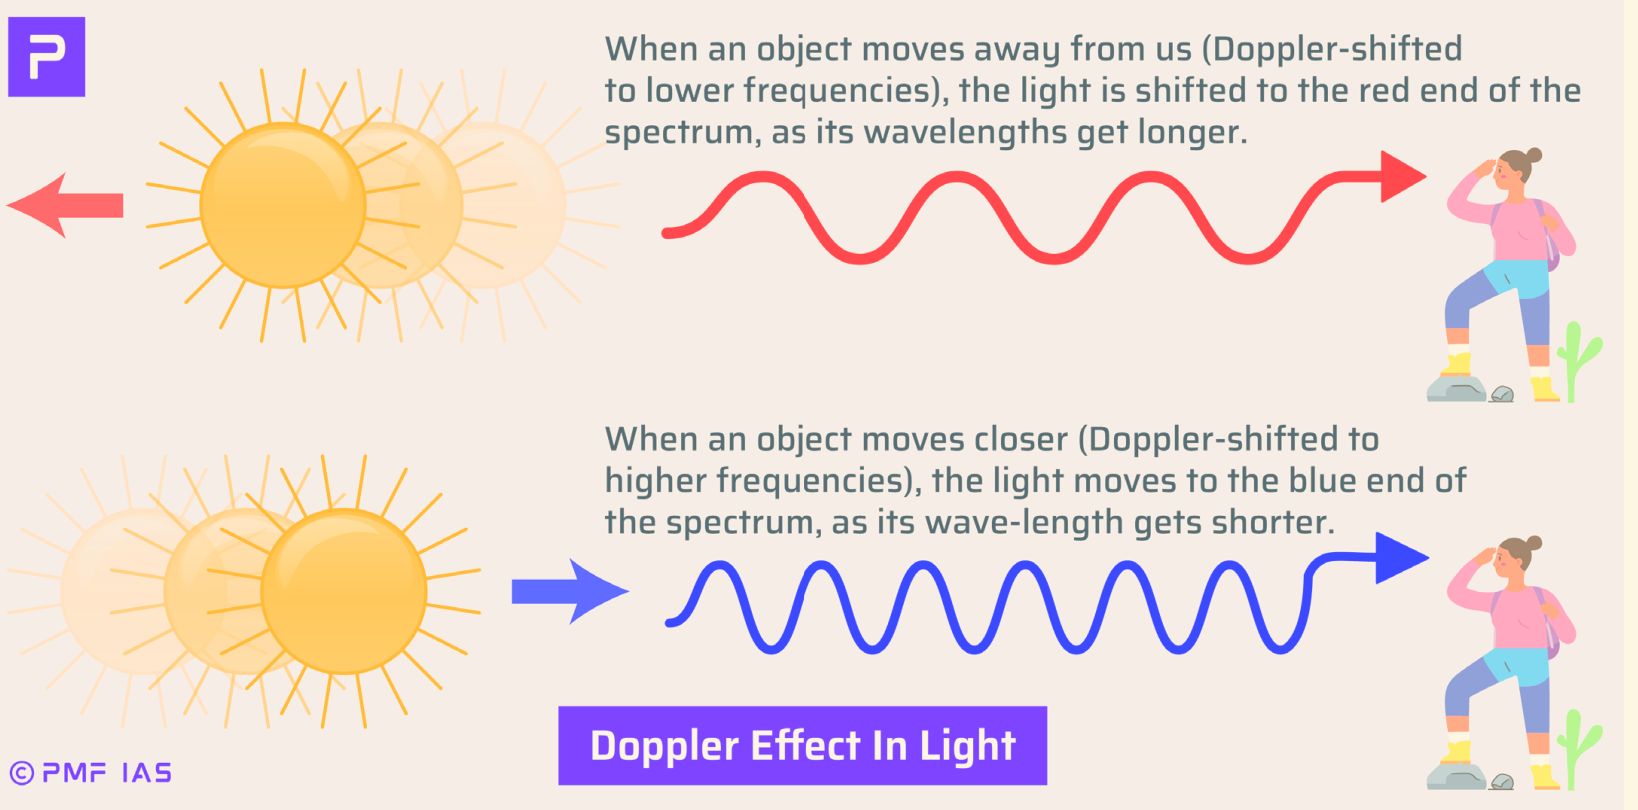 P
When an object moves away from us (Doppler-shifted
to lower frequencies), the light is shifted to the red end of the
spectrum, as its wavelengths get longer.
When an object moves closer (Doppler-shifted to
higher frequencies), the light moves to the blue end of
the spectrum, as its wave-length gets shorter.
Doppler Effect In Light
© PMF IAS